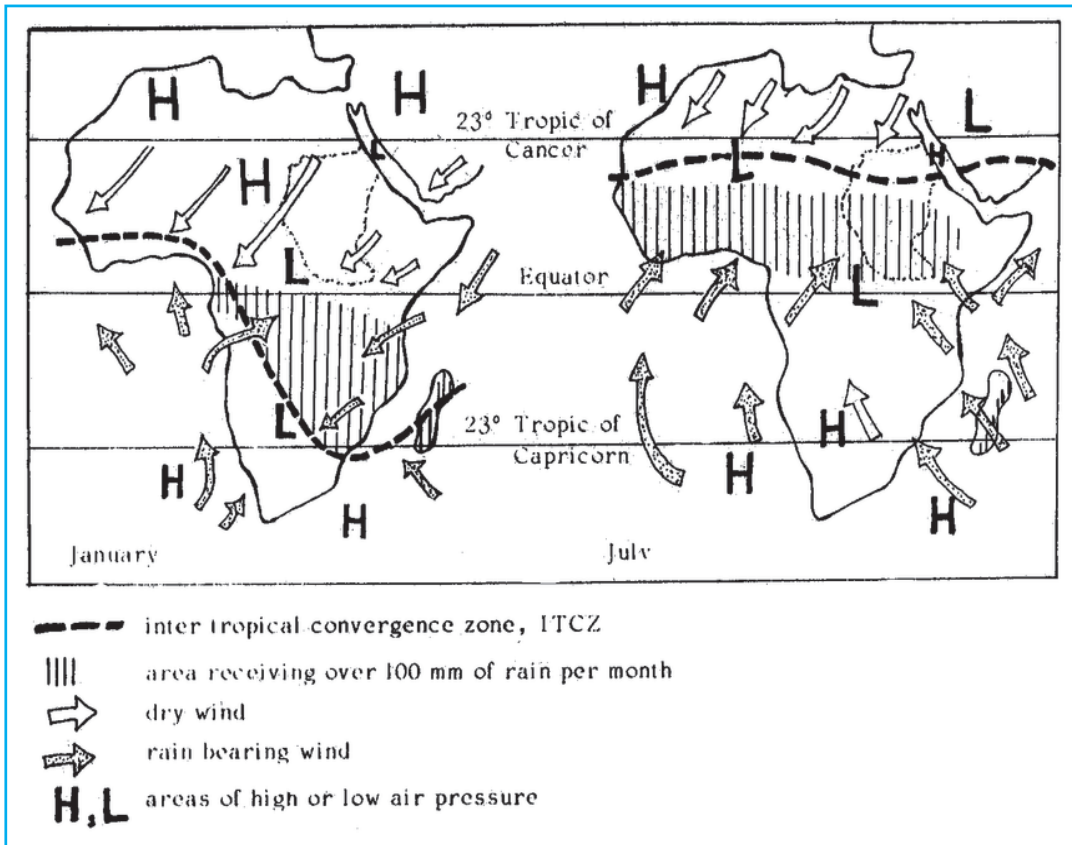 H
H
H
L
L
L
H
H
January
23° Tropic of
Cancer
Equator
23° Tropic of
Capricorn
H
L
H
L
L
H
H
H
July
inter tropical convergence zone, ITCZ
area receiving over 100 mm of rain per month
dry wind
rain bearing wind
H,L areas of high or low air pressure